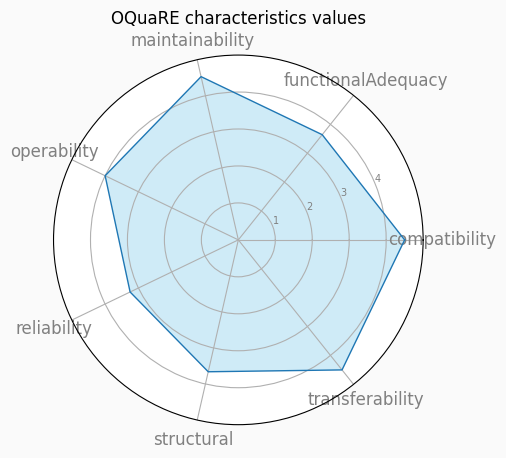 OQuaRE characteristics values
maintainability
functionalAdequacy
operability
4
3
2
1
compatibility
reliability
transferability
structural